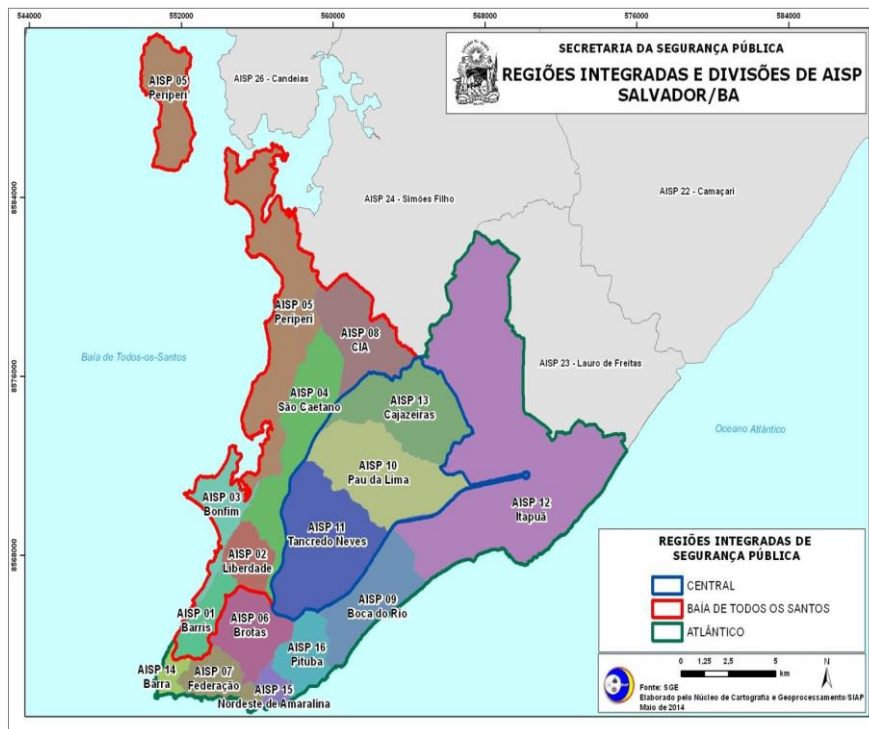 544000
552000
560000
568000
576000
584000
SECRETARIA DA SEGURANÇA PÚBLICA
REGIÕES INTEGRADAS E DIVISÕES DE AISP
SALVADOR/BA
AISP 05
Periperi
AISP 26 - Candeias
8584000
AISP 24 - Simões Filho
AISP 22 - Camaçari
AISP 05
Periperi
AISP 08
CIA
Baía de Todos-os-Santos
AISP 23 - Lauro de Freitas
8576000
AISP 04
São Caetano
AISP 13
Cajazeiras
Oceano Atlântico
AISP 10
Pau da Lima
AISP 03
Bonfim
AISP 12
Itapuã
AISP 11
Tancredo Neves
8568000
AISP 02
Liberdade
AISP 09
Boca do Rio
AISP 01
Barris
AISP 06
Brotas
AISP 16
Pituba
AISP 14
Barra
AISP 07
Federação
AISP 15
Nordeste de Amaralina
REGIÕES INTEGRADAS DE
SEGURANÇA PÚBLICA
CENTRAL
BAÍA DE TODOS OS SANTOS
ATLÂNTICO
0 1,25 2,5 5
km
N
Fonte: SGE
Elaborado pelo Núcleo de Cartografia e Geoprocessamento/SIAP
Maio de 2014